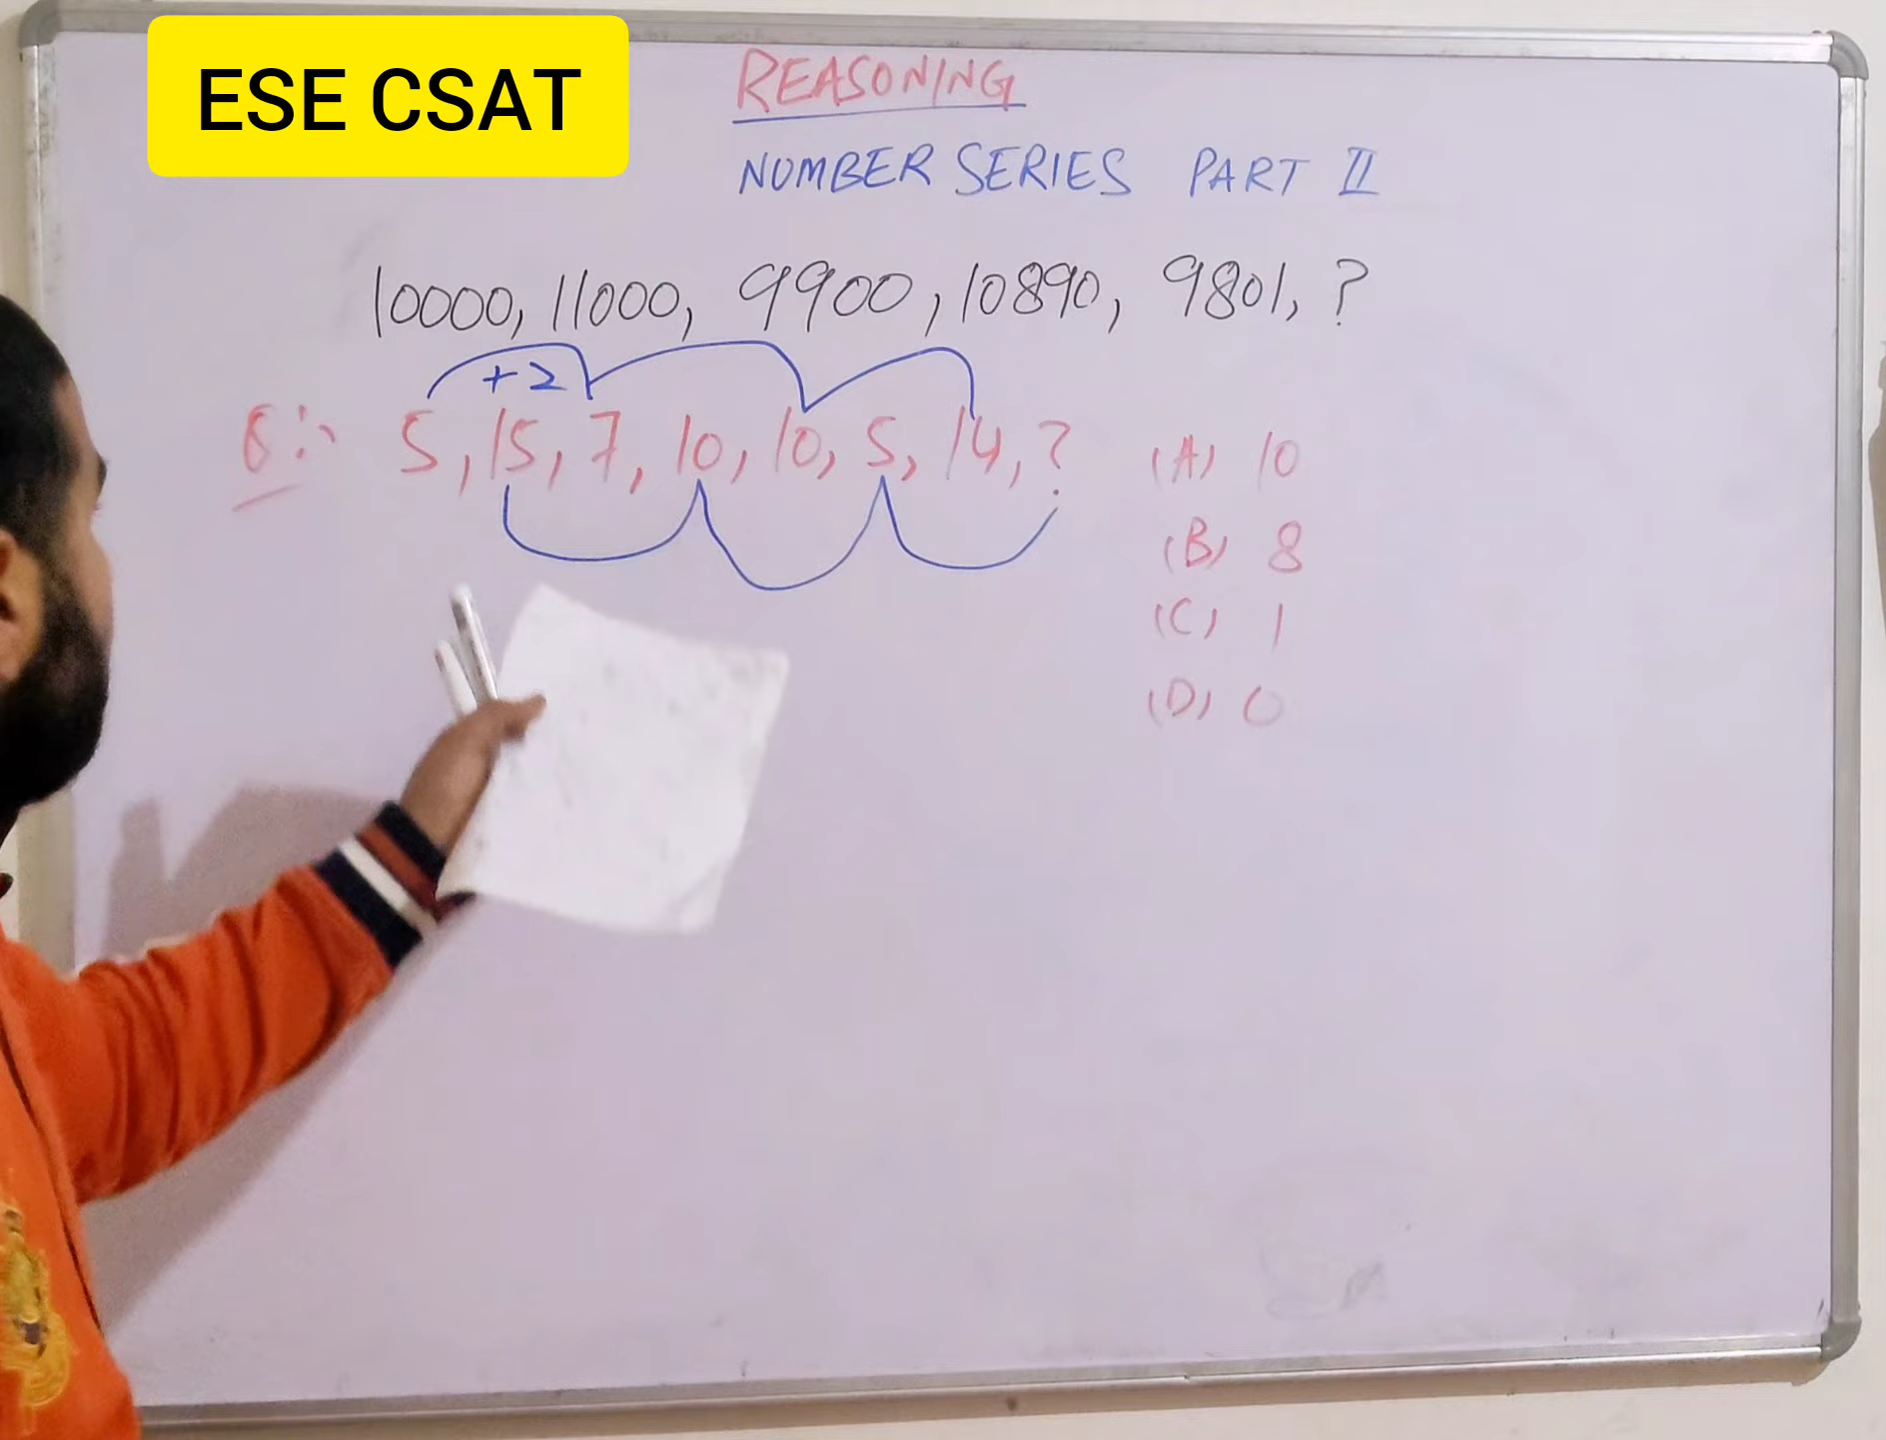 ESE CSAT
REASONING
NUMBER SERIES PART II
10000, 11000, 9900, 10890, 9801, ?
+2
8:- 5, 15, 7, 10, 10, 5, 14, ?
(A) 10
(B) 8
(C) 1
(D) 0